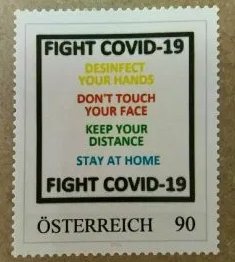 FIGHT COVID-19
DESINFECT
YOUR HANDS
DON'T TOUCH
YOUR FACE
KEEP YOUR
DISTANCE
STAY AT HOME
FIGHT COVID-19
ÖSTERREICH 90